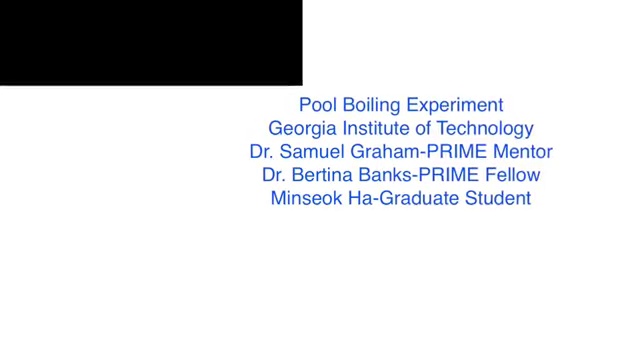 Pool Boiling Experiment
Georgia Institute of Technology
Dr. Samuel Graham-PRIME Mentor
Dr. Bertina Banks-PRIME Fellow
Minseok Ha-Graduate Student